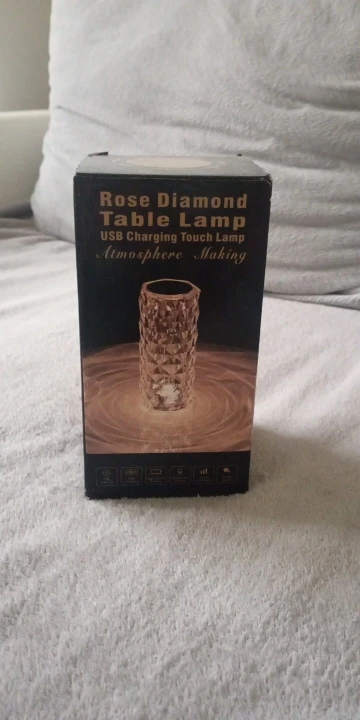 Rose Diamond
Table Lamp
USB Charging Touch Lamp
Atmosphere Making